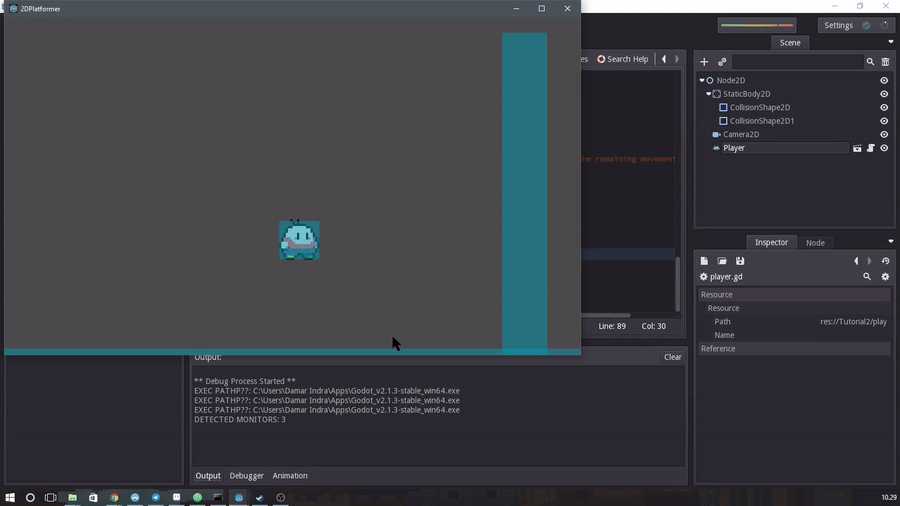 2DPlatformer
Settings
Scene
es
Search Help
Node2D
StaticBody2D
CollisionShape2D
CollisionShape2D1
Camera2D
Player
he remaining movement
Inspector
Node
player.gd
Resource
Resource
Path
res://Tutorial2/play
Name
Reference
Line: 89
Col: 30
Output:
Clear
** Debug Process Started **
EXEC PATHP??: C:\Users\Damar Indra\Apps\Godot_v2.1.3-stable_win64.exe
EXEC PATHP??: C:\Users\Damar Indra\Apps\Godot_v2.1.3-stable_win64.exe
EXEC PATHP??: C:\Users\Damar Indra\Apps\Godot_v2.1.3-stable_win64.exe
DETECTED MONITORS: 3
Output
Debugger
Animation
10.29